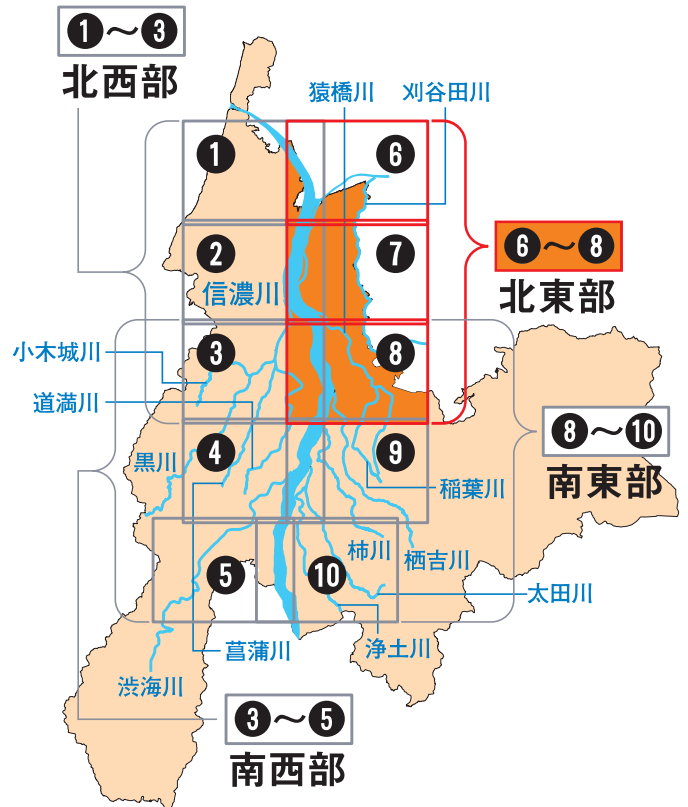 ❶〜❸
北西部
猿橋川
刈谷田川
❶
❻
❷
❼
信濃川
❻〜❽
北東部
小木城川
❸
❽
道満川
❽〜❿
南東部
黒川
❹
❾
稲葉川
柿川
栖吉川
❺
❿
太田川
菖蒲川
浄土川
渋海川
❸〜❺
南西部